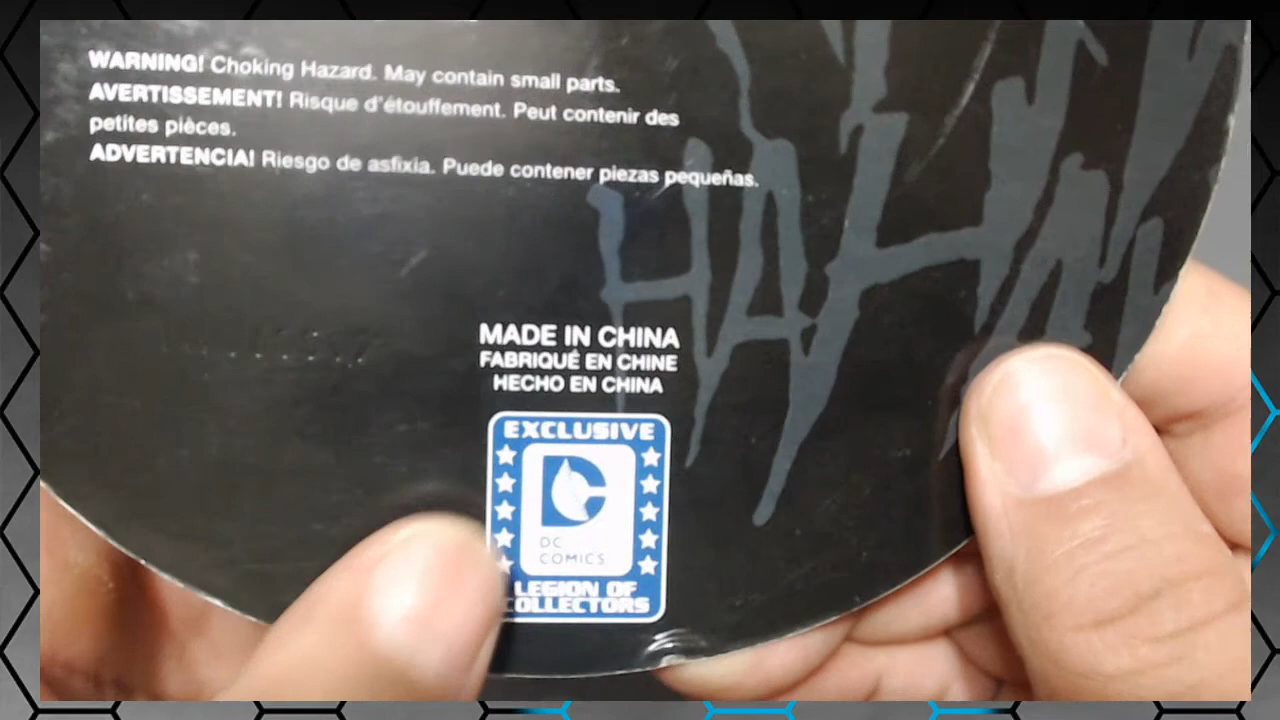 WARNING! Choking Hazard. May contain small parts.
AVERTISSEMENT! Risque d'étouffement. Peut contenir des
petites pièces.
ADVERTENCIA! Riesgo de asfixia. Puede contener piezas pequeñas.
HAHA
MADE IN CHINA
FABRIQUÉ EN CHINE
HECHO EN CHINA
EXCLUSIVE
DC
COMICS
LEGION OF
COLLECTORS